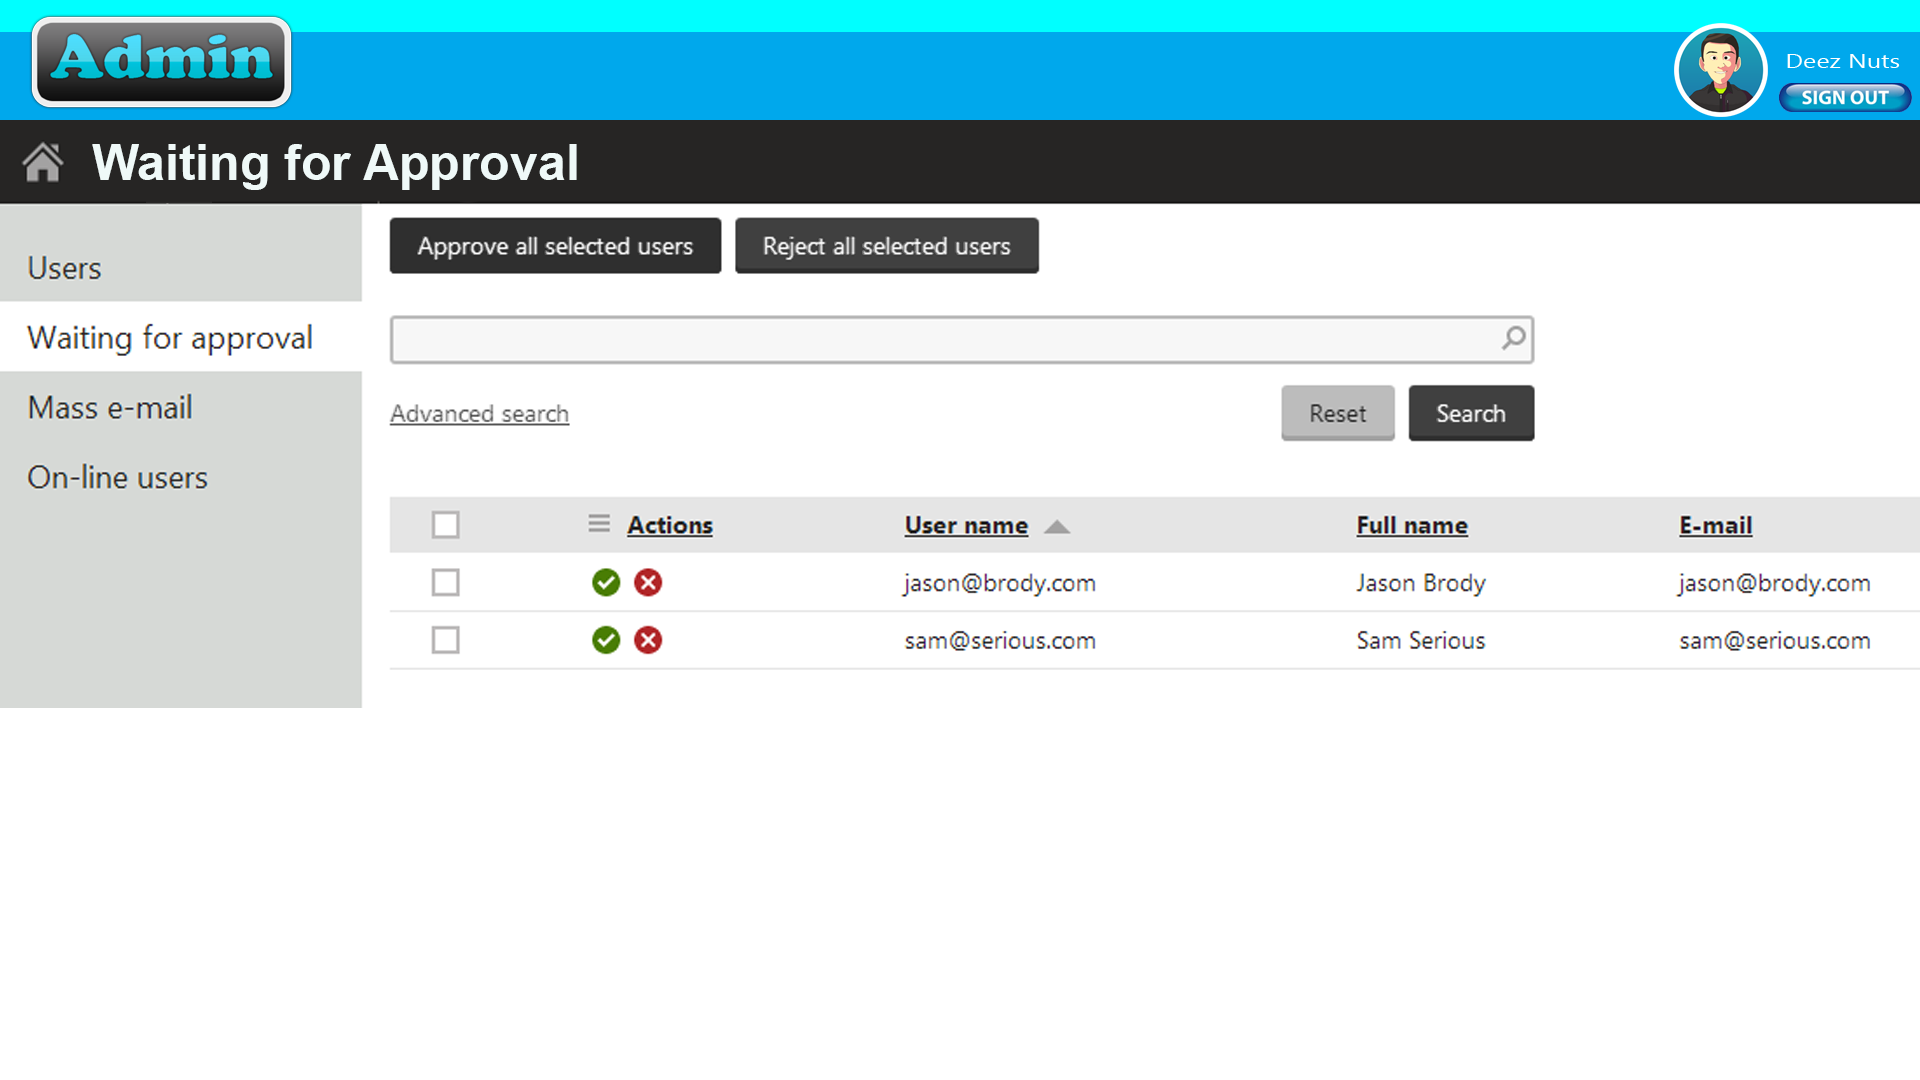 Admin
Deez Nuts
SIGN OUT
Waiting for Approval
Users
Waiting for approval
Mass e-mail
On-line users
Approve all selected users Reject all selected users
Advanced search Reset Search
Actions User name Full name E-mail
jason@brody.com Jason Brody jason@brody.com
sam@serious.com Sam Serious sam@serious.com